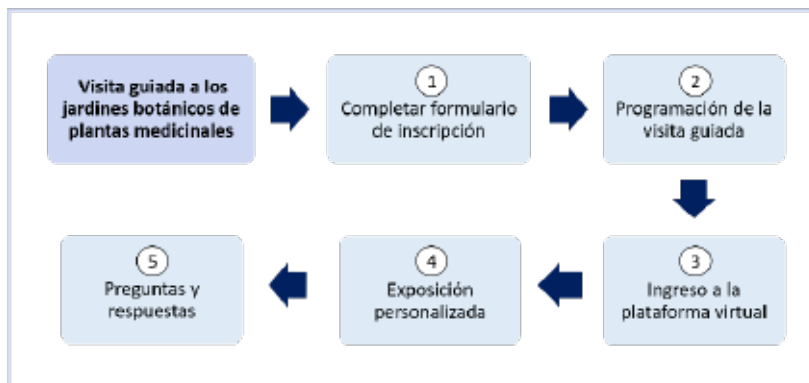 Visita guiada a los
jardines botánicos de
plantas medicinales
1
Completar formulario
de inscripción
2
Programación de la
visita guiada
3
Ingreso a la
plataforma virtual
4
Exposición
personalizada
5
Preguntas y
respuestas